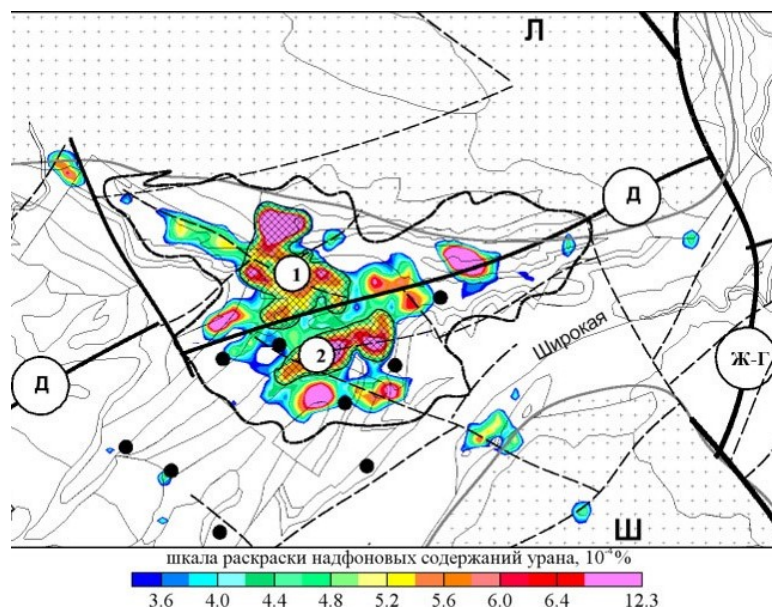 Л
Д
1
2
Широкая
Д
Ж-Г
Ш
шкала раскраски надфоновых содержаний урана, 10⁻⁴%
3.6 4.0 4.4 4.8 5.2 5.6 6.0 6.4 12.3